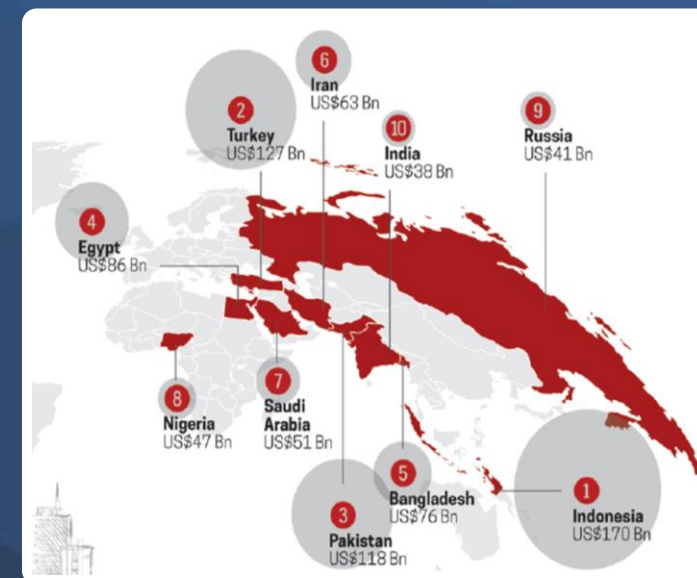 6
Iran
US$63 Bn
2
Turkey
US$127 Bn
10
India
US$38 Bn
9
Russia
US$41 Bn
4
Egypt
US$86 Bn
8
Nigeria
US$47 Bn
7
Saudi
Arabia
US$51 Bn
5
Bangladesh
US$76 Bn
3
Pakistan
US$118 Bn
1
Indonesia
US$170 Bn